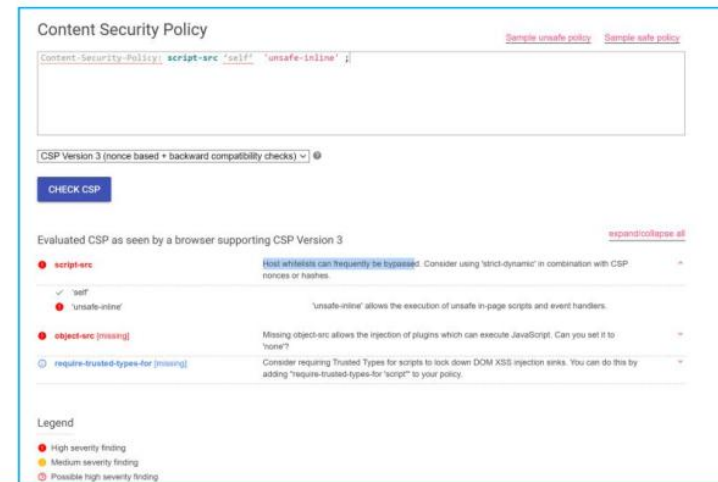 Content Security Policy
Sample unsafe policy Sample safe policy
Content-Security-Policy: script-src 'self' 'unsafe-inline' ;
CSP Version 3 (nonce based + backward compatibility checks)
CHECK CSP
expand/collapse all
Evaluated CSP as seen by a browser supporting CSP Version 3
script-src Host whitelists can frequently be bypassed. Consider using 'strict-dynamic' in combination with CSP
nonces or hashes.
'self'
'unsafe-inline' 'unsafe-inline' allows the execution of unsafe in-page scripts and event handlers.
object-src [missing] Missing object-src allows the injection of plugins which can execute JavaScript. Can you set it to
'none'?
require-trusted-types-for [missing] Consider requiring Trusted Types for scripts to lock down DOM XSS injection sinks. You can do this by
adding "require-trusted-types-for 'script'" to your policy.
Legend
High severity finding
Medium severity finding
Possible high severity finding